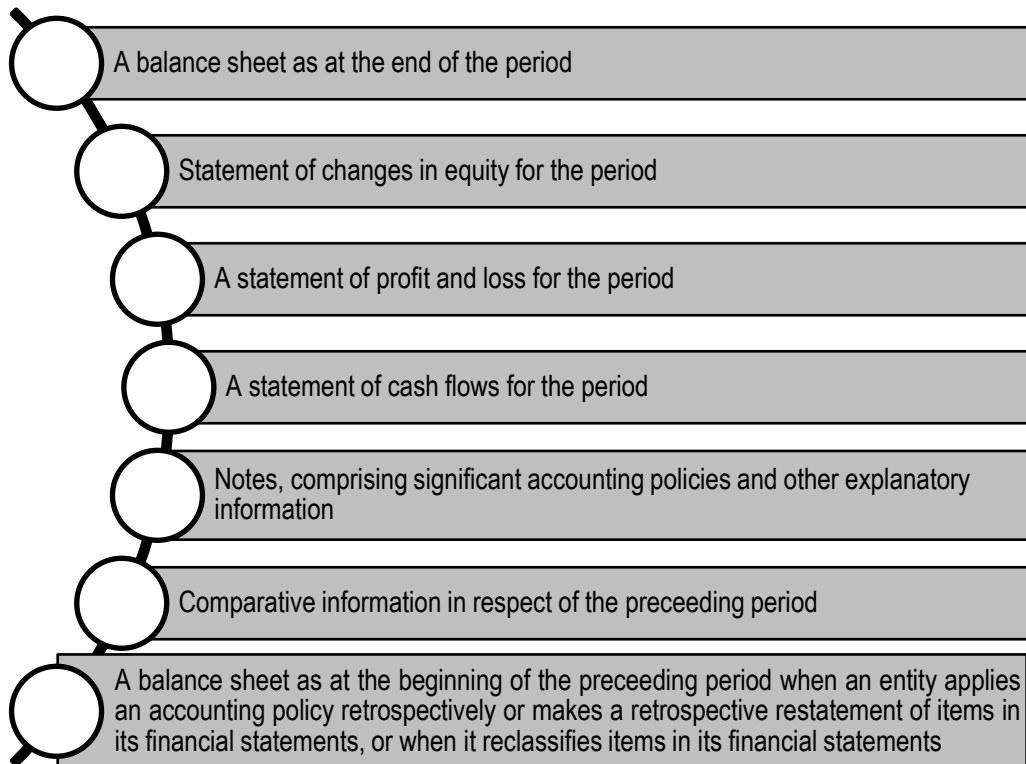 A balance sheet as at the end of the period
Statement of changes in equity for the period
A statement of profit and loss for the period
A statement of cash flows for the period
Notes, comprising significant accounting policies and other explanatory
information
Comparative information in respect of the preceeding period
A balance sheet as at the beginning of the preceeding period when an entity applies
an accounting policy retrospectively or makes a retrospective restatement of items in
its financial statements, or when it reclassifies items in its financial statements